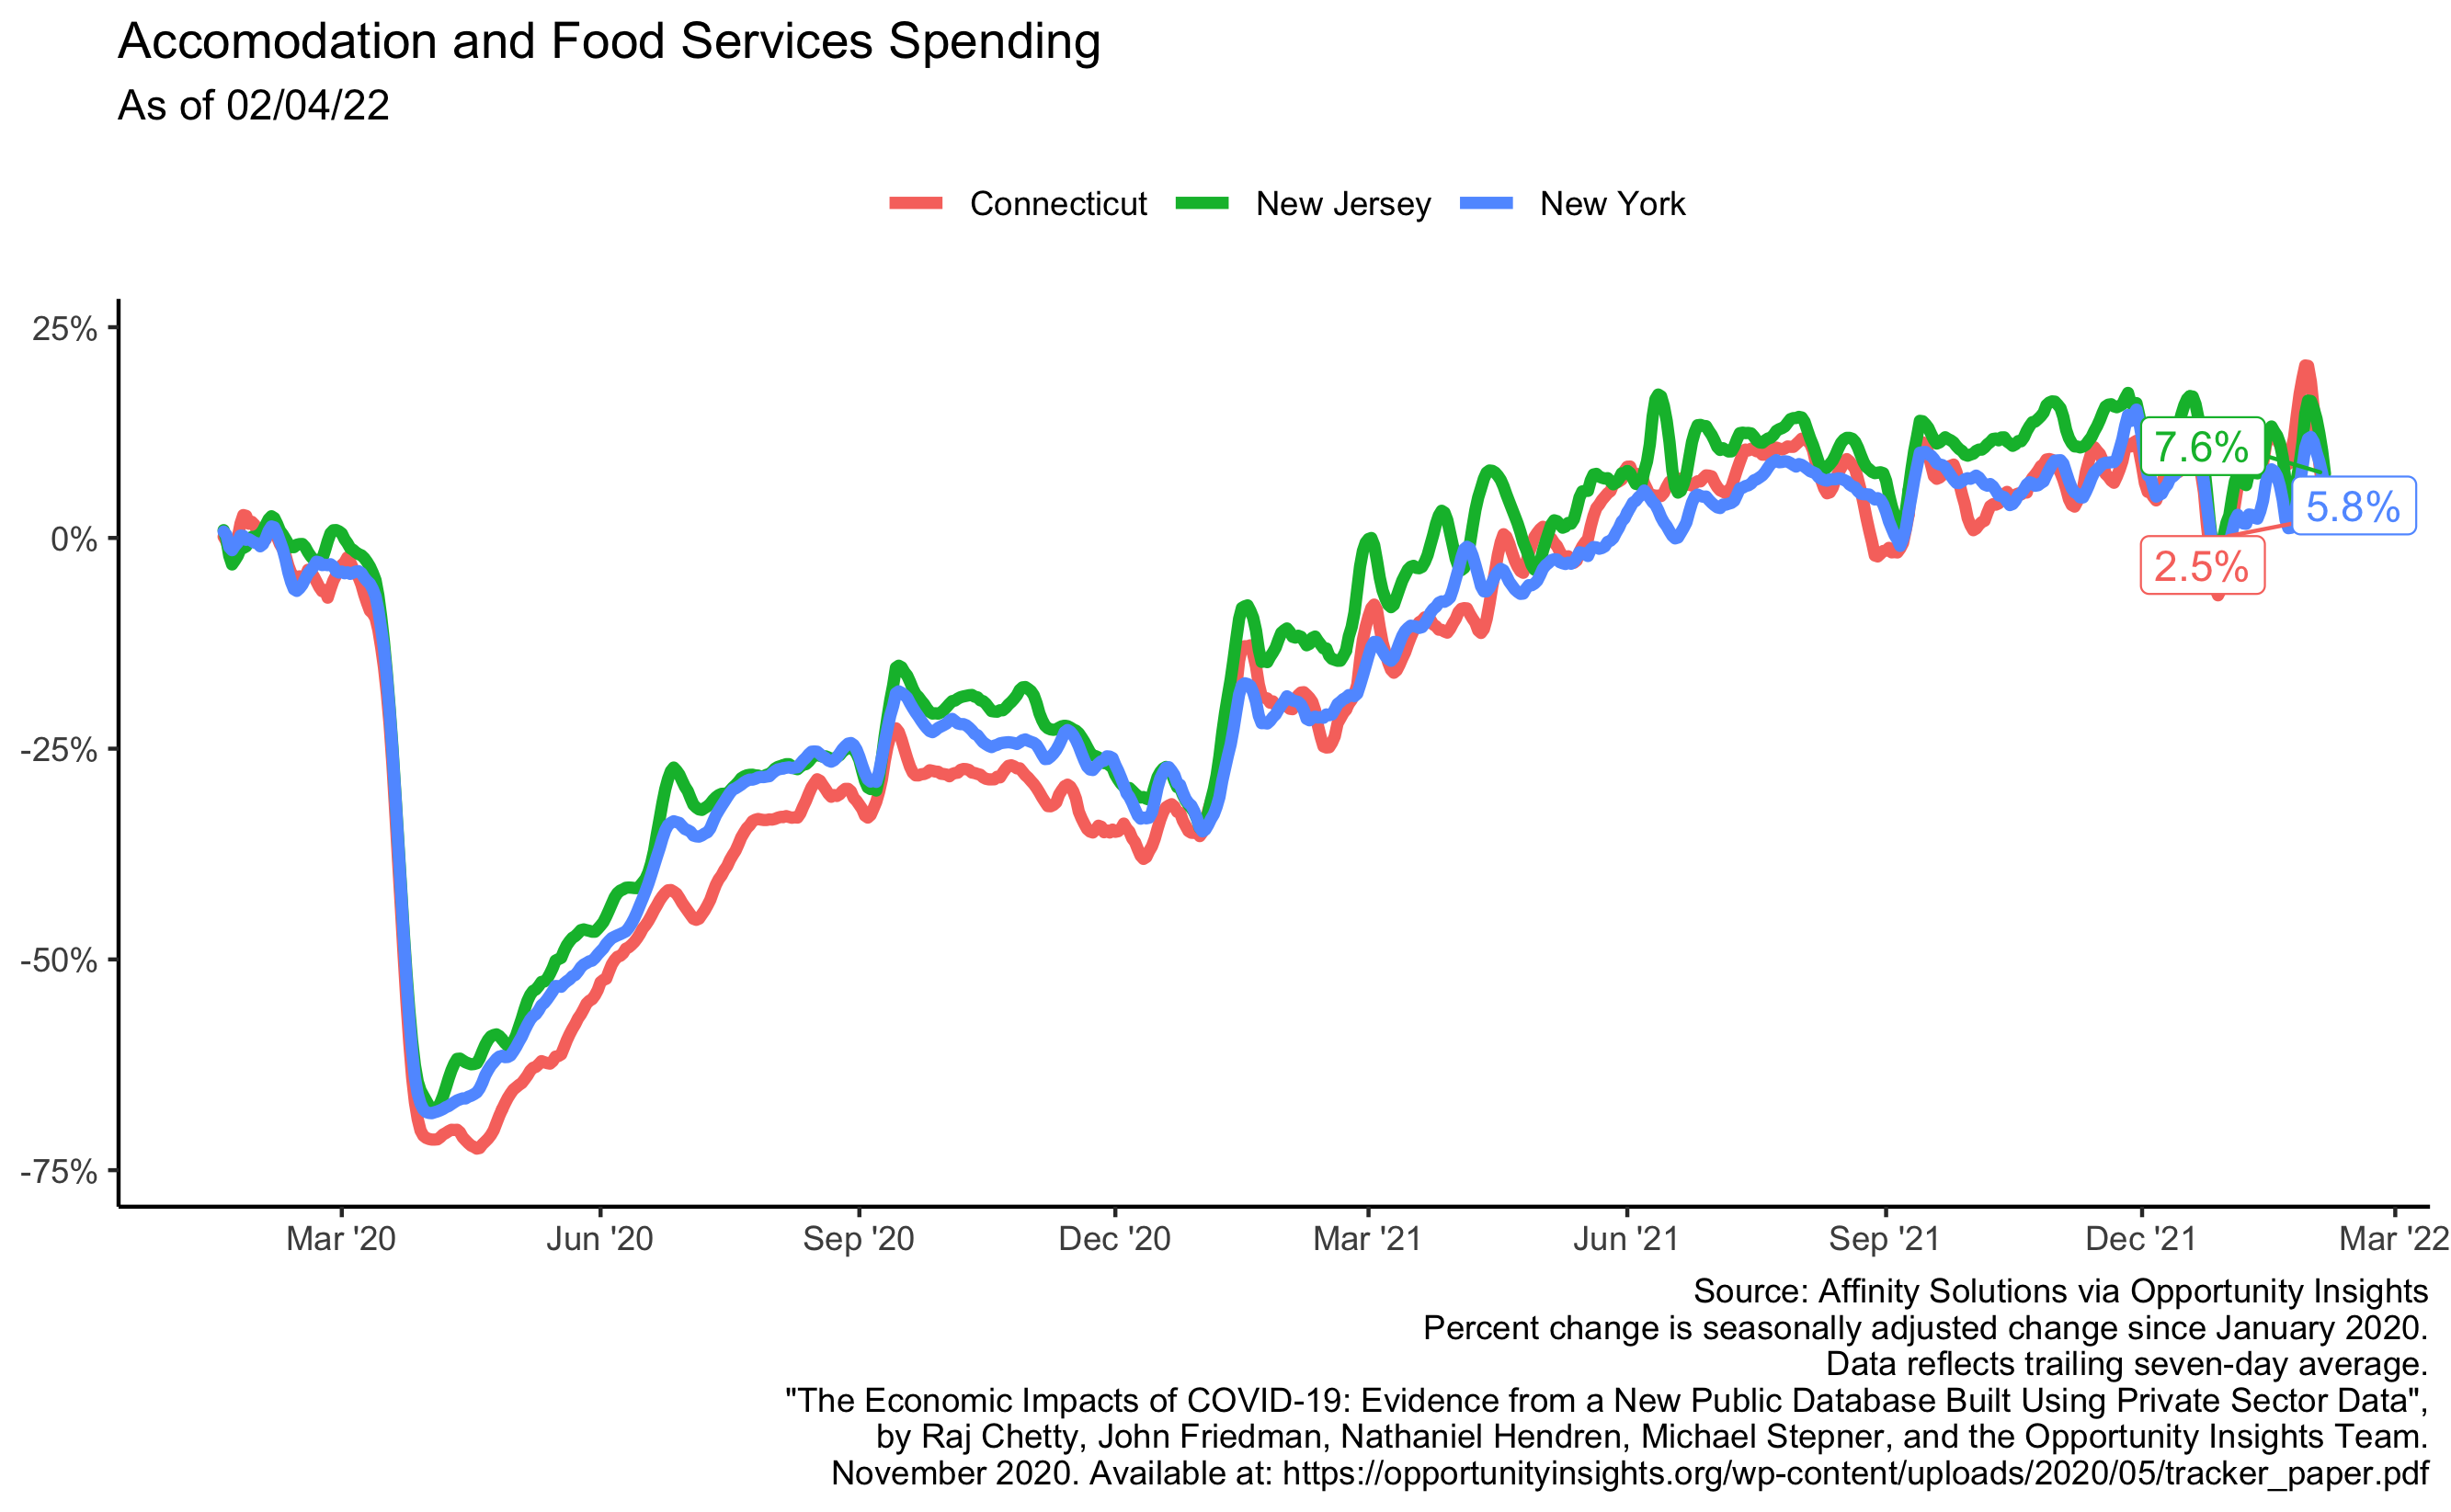 Accomodation and Food Services Spending
As of 02/04/22
Connecticut New Jersey New York
25%
0%
-25%
-50%
-75%
7.6%
5.8%
2.5%
Mar '20 Jun '20 Sep '20 Dec '20 Mar '21 Jun '21 Sep '21 Dec '21 Mar '22
Source: Affinity Solutions via Opportunity Insights
Percent change is seasonally adjusted change since January 2020.
Data reflects trailing seven-day average.
"The Economic Impacts of COVID-19: Evidence from a New Public Database Built Using Private Sector Data",
by Raj Chetty, John Friedman, Nathaniel Hendren, Michael Stepner, and the Opportunity Insights Team.
November 2020. Available at: https://opportunityinsights.org/wp-content/uploads/2020/05/tracker_paper.pdf